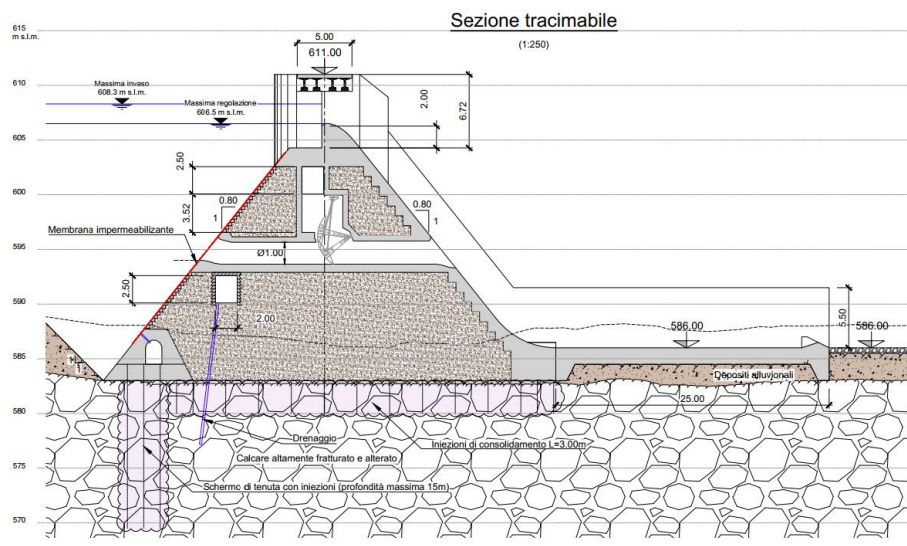 Sezione tracimabile
(1:250)
615
m s.l.m.
5.00
611.00
610
Massima invaso
608.3 m s.l.m.
Massima regolazione
606.5 m s.l.m.
2.00
6.72
605
2.50
600
0.80
1
0.80
1
3.52
Membrana impermeabilizante
595
Ø1.00
2.50
590
2.00
586.00
5.50
586.00
585
Depositi alluvionali
25.00
580
Drenaggio
Iniezioni di consolidamento L=3.00m
Calcare altamente fratturato e alterato
575
Schermo di tenuta con iniezioni (profondità massima 15m)
570